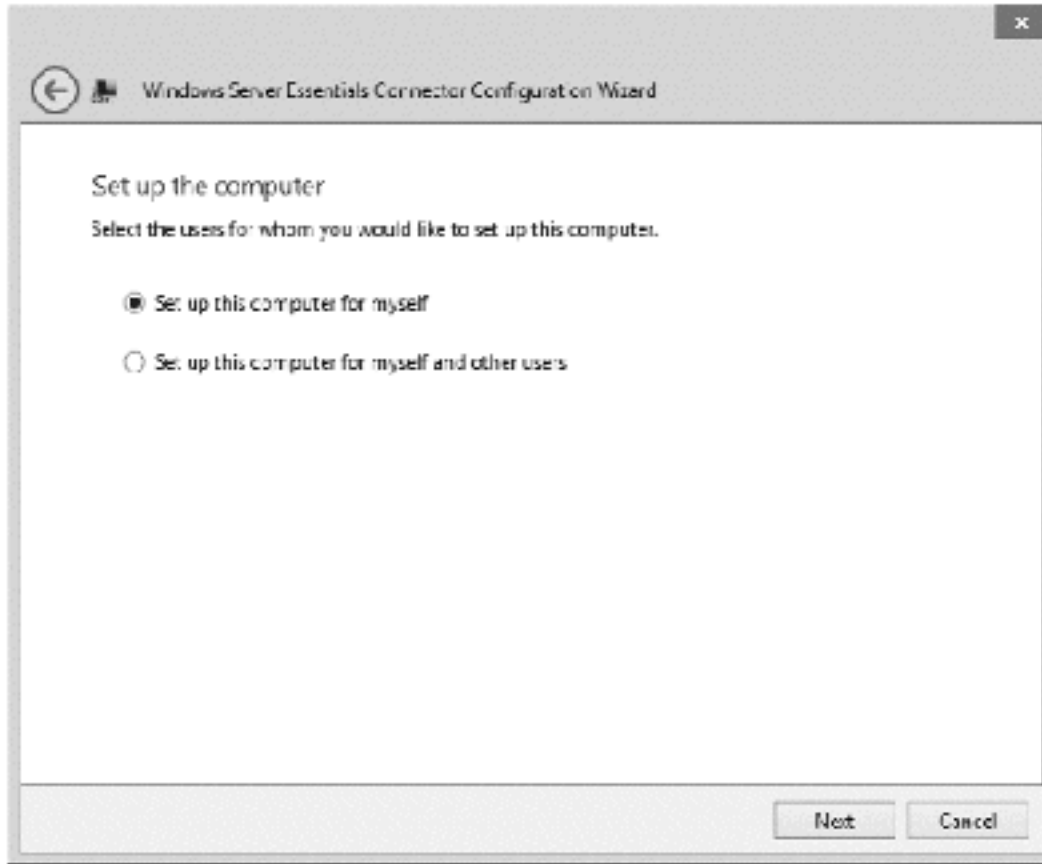 Windows Server Essentials Connector Configuration Wizard
Set up the computer
Select the users for whom you would like to set up this computer.
Set up this computer for myself
Set up this computer for myself and other users
Next
Cancel